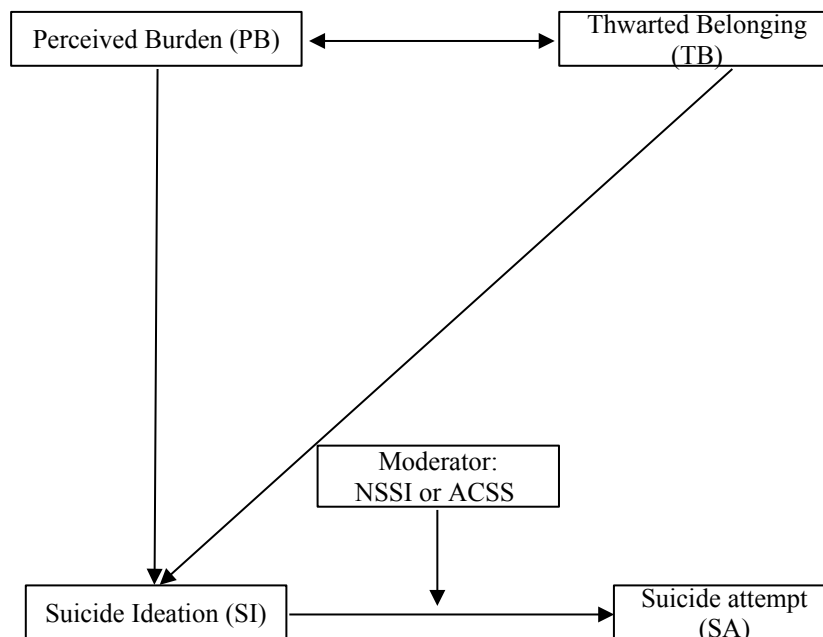 Perceived Burden (PB)
Thwarted Belonging
(TB)
Moderator:
NSSI or ACSS
Suicide Ideation (SI)
Suicide attempt
(SA)